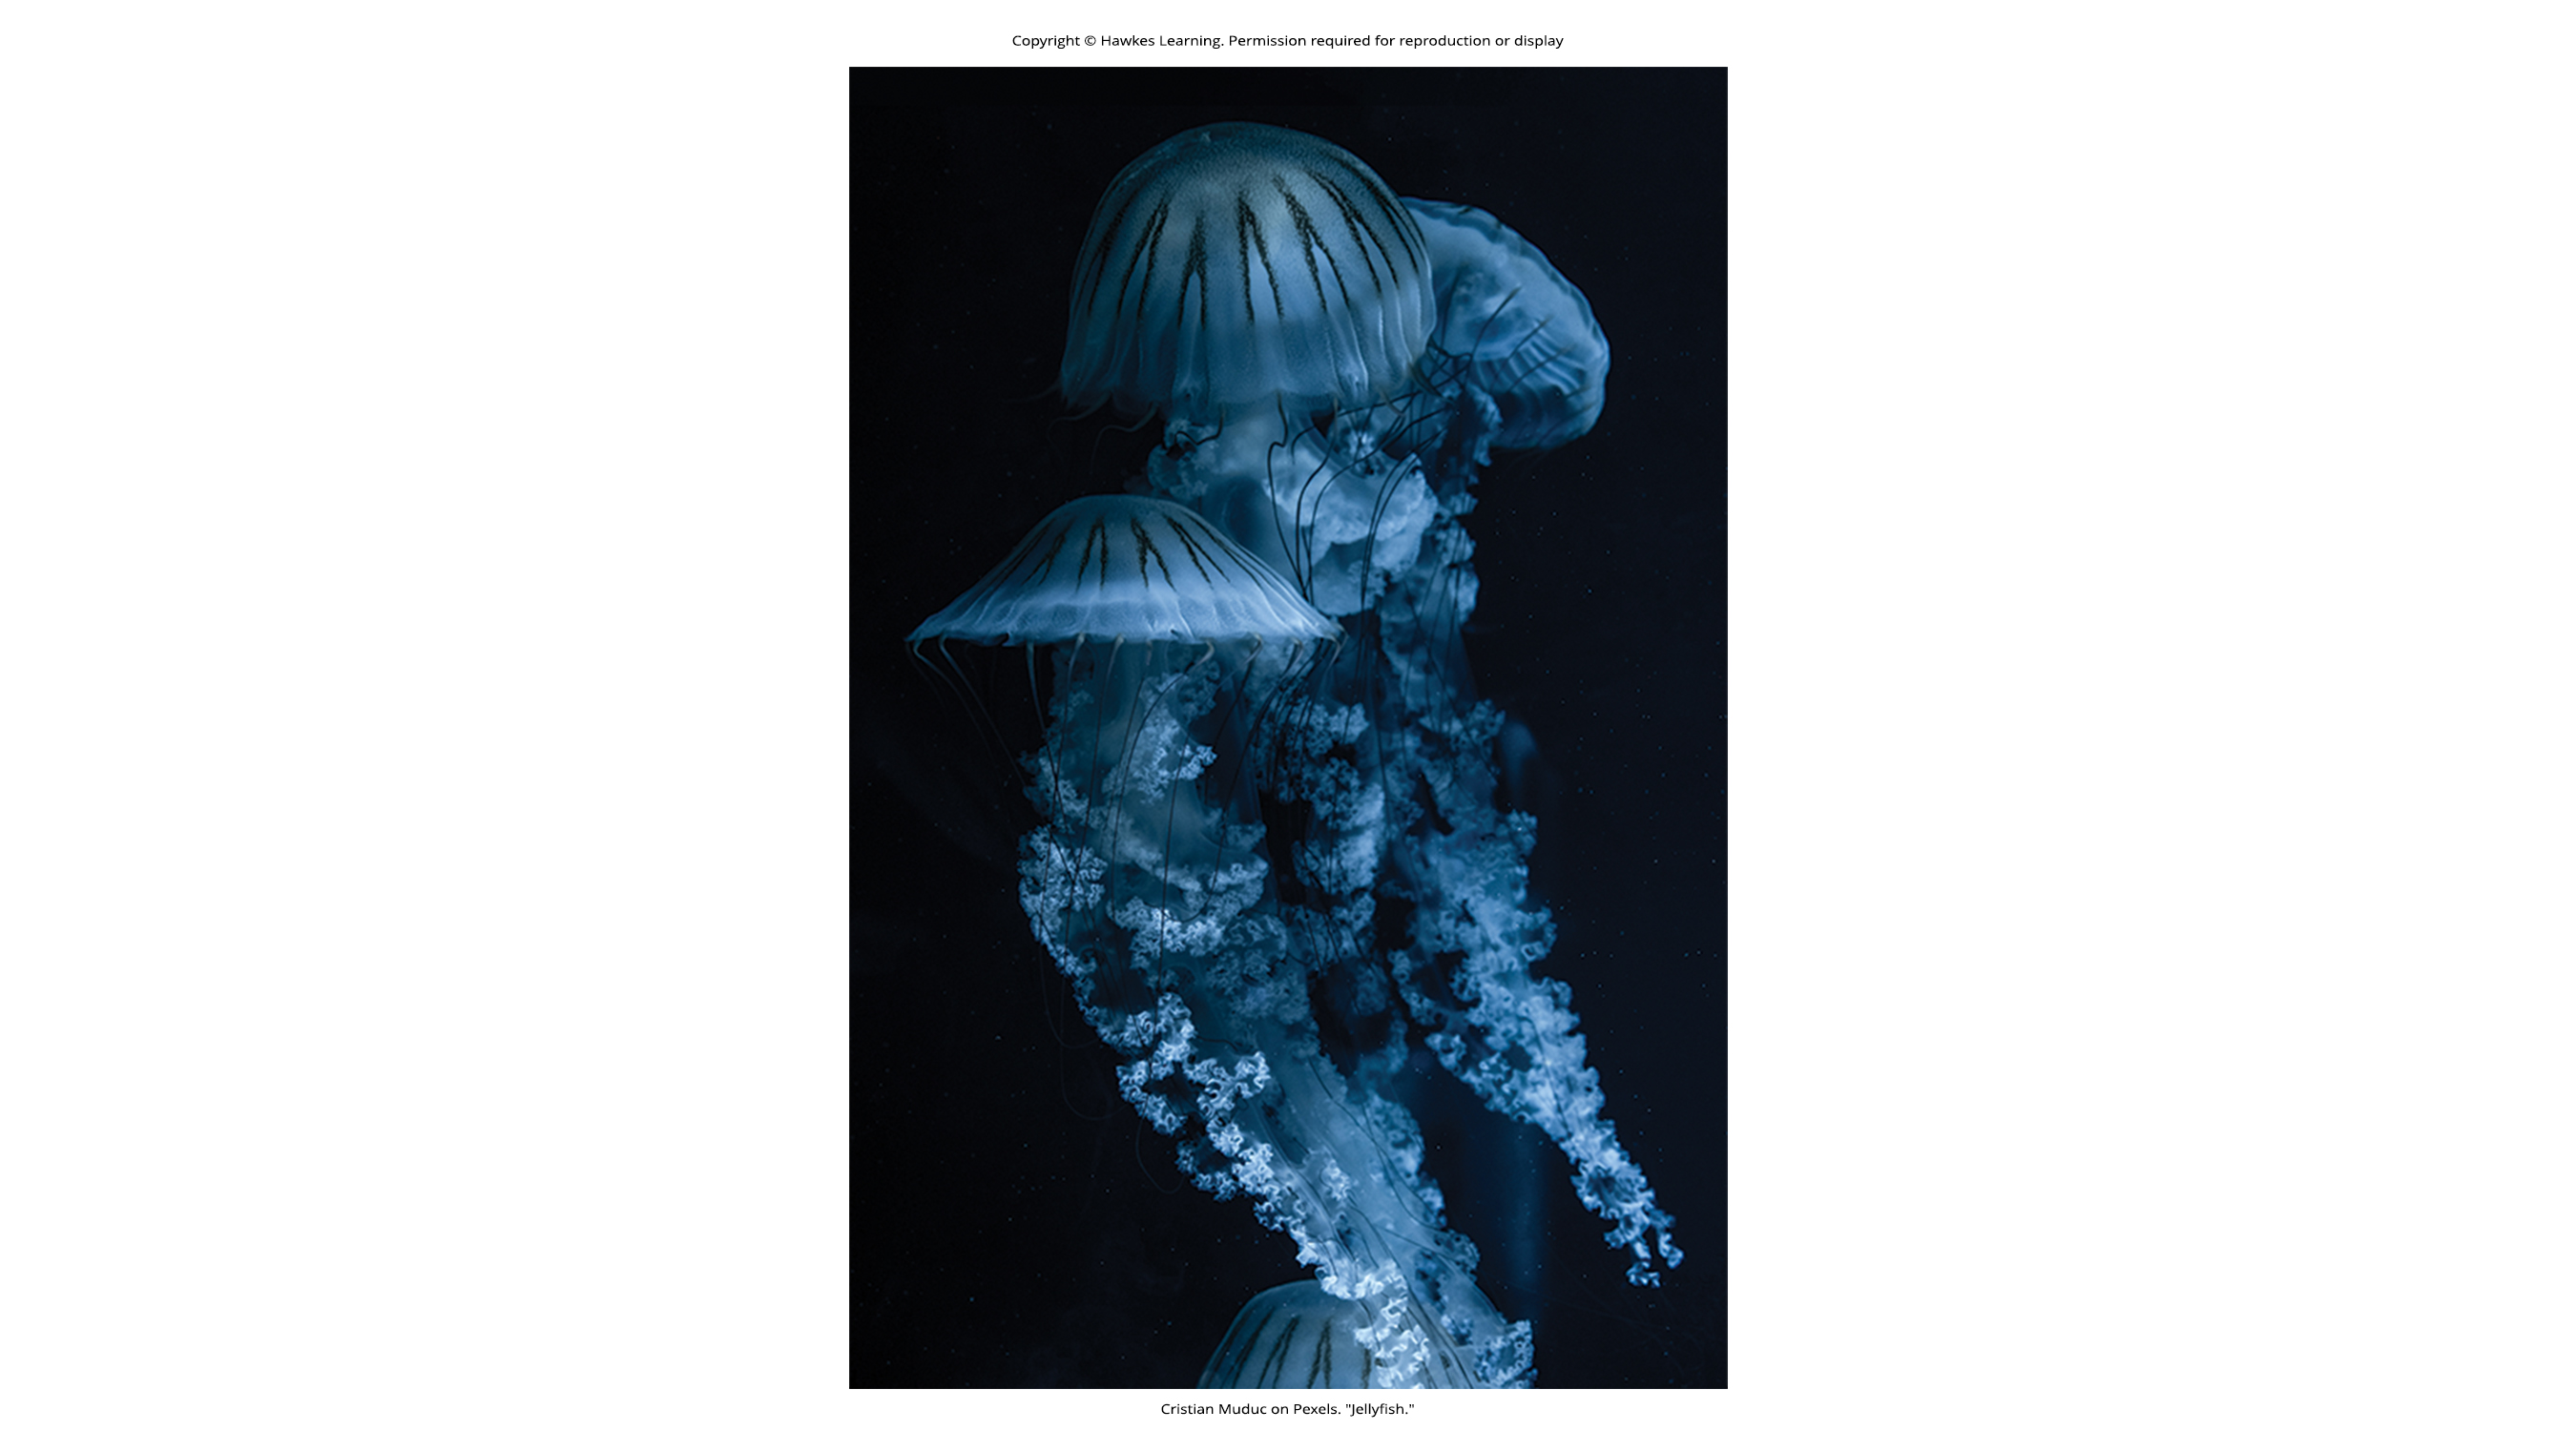 Copyright © Hawkes Learning. Permission required for reproduction or display
Cristian Muduc on Pexels. "Jellyfish."